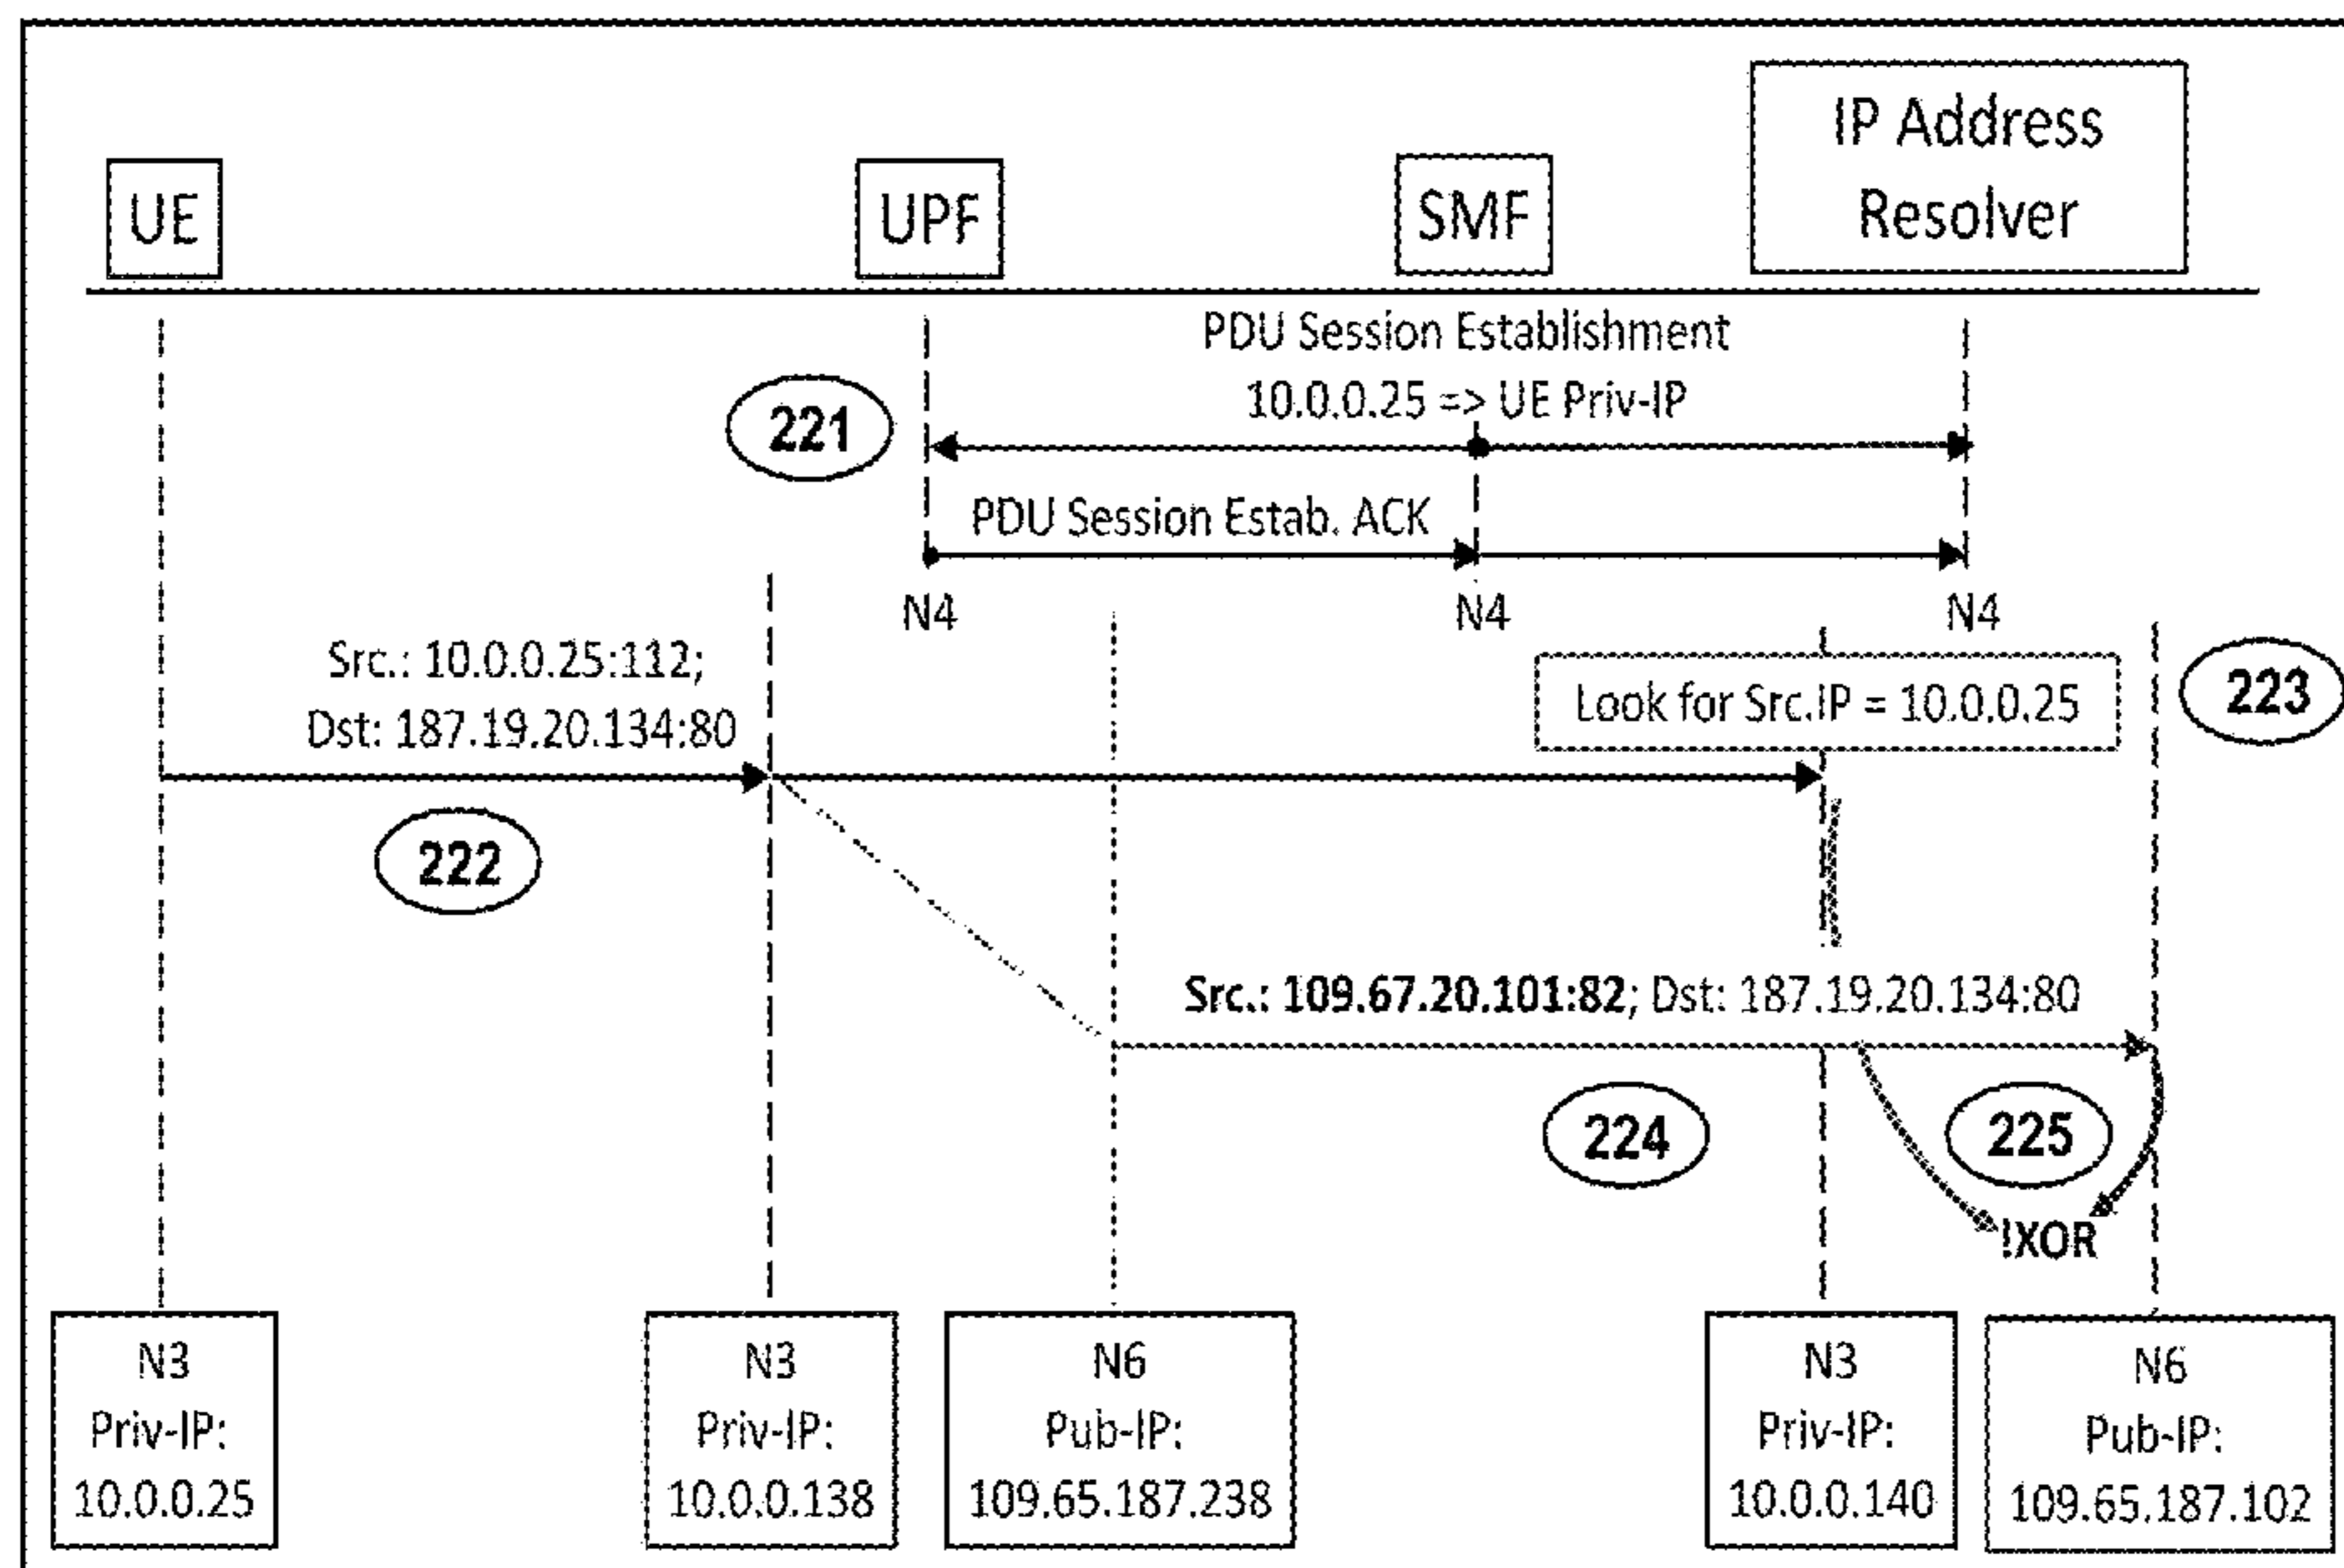 IP Address
Resolver
UE
UPF
SMF
PDU Session Establishment
10.0.0.25 => UE Priv-IP
221
PDU Session Estab. ACK
N4
N4
N4
Src.: 10.0.0.25:112;
Dst: 187.19.20.134:80
Look for Src.IP = 10.0.0.25
223
222
Src.: 109.67.20.101:82; Dst: 187.19.20.134:80
224
225
!XOR
N3
Priv-IP:
10.0.0.25
N3
Priv-IP:
10.0.0.138
N6
Pub-IP:
109.65.187.238
N3
Priv-IP:
10.0.0.140
N6
Pub-IP:
109.65.187.102